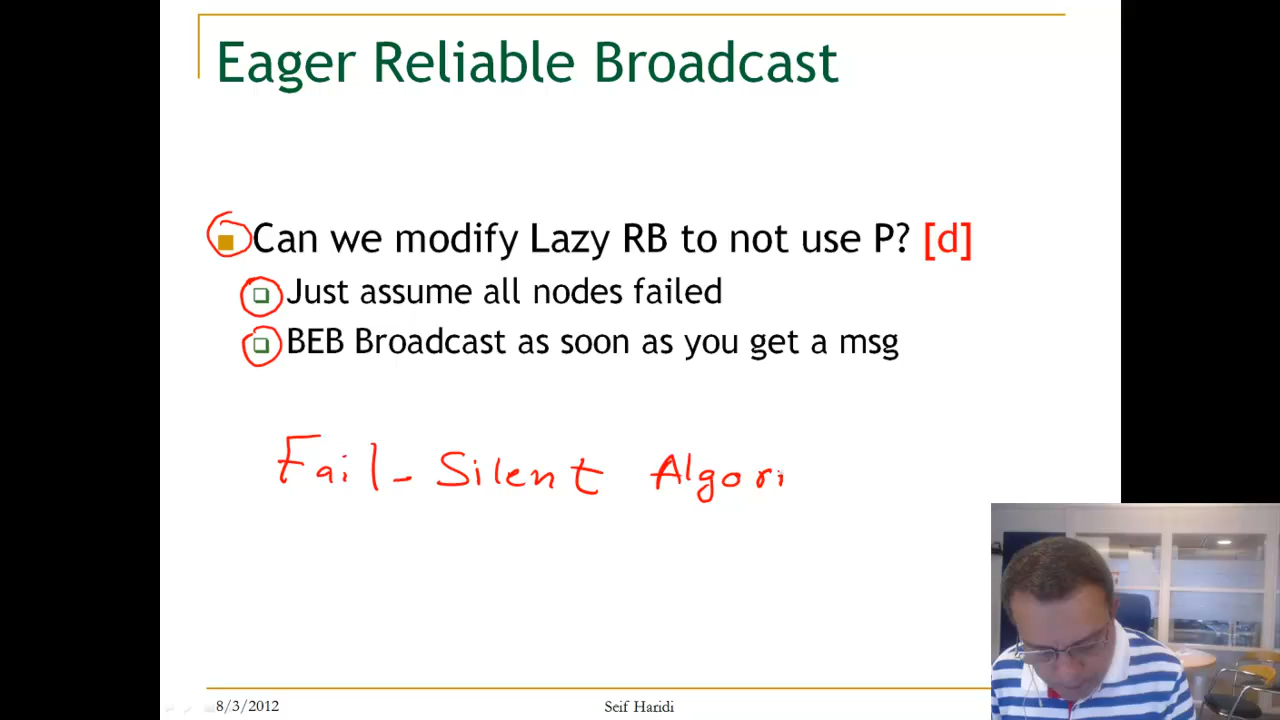 Eager Reliable Broadcast
Can we modify Lazy RB to not use P? [d]
Just assume all nodes failed
BEB Broadcast as soon as you get a msg
Fail-Silent Algori
8/3/2012
Seif Haridi